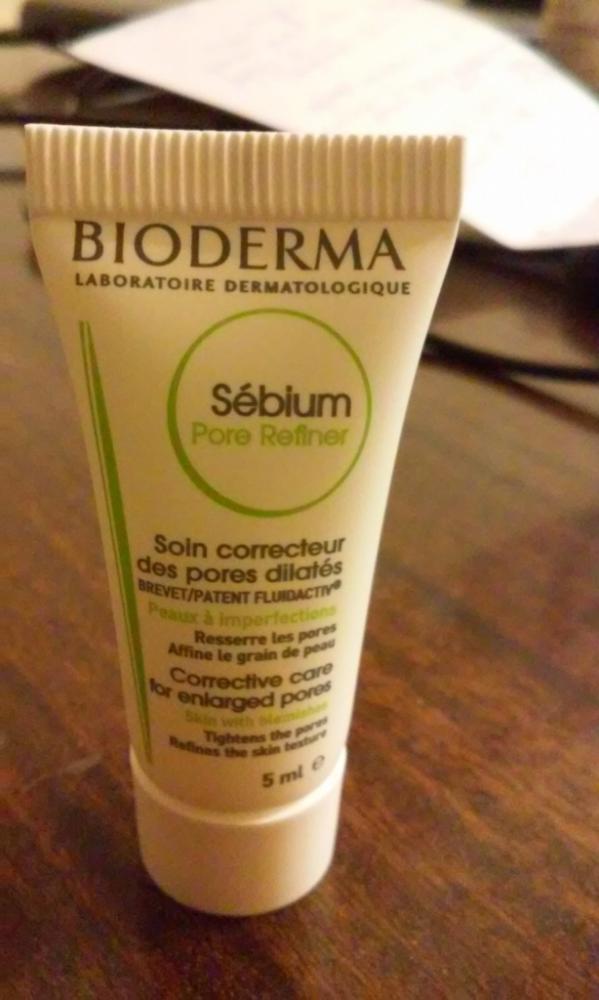 BIODERMA
LABORATOIRE DERMATOLOGIQUE
Sébium
Pore Refiner
Soin correcteur
des pores dilatés
BREVET/PATENT FLUIDACTIV®
Peaux à imperfections
Resserre les pores
Affine le grain de peau
Corrective care
for enlarged pores
Skin with blemishes
Tightens the pores
Refines the skin texture
5 ml ℮